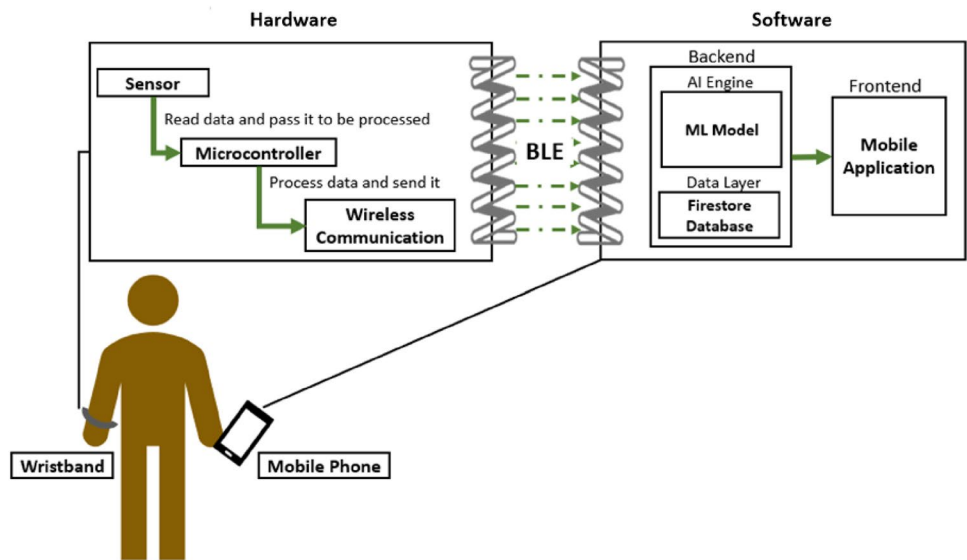 Hardware
Software
Sensor
Read data and pass it to be processed
Microcontroller
Process data and send it
Wireless
Communication
BLE
Backend
AI Engine
ML Model
Data Layer
Firestore
Database
Frontend
Mobile
Application
Wristband
Mobile Phone